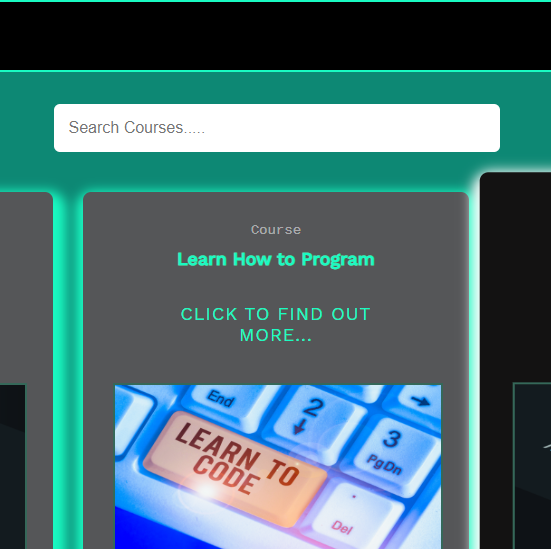 Search Courses.....
Course
Learn How to Program
CLICK TO FIND OUT
MORE...
End
2
3
PgDn
LEARN TO
CODE
Del